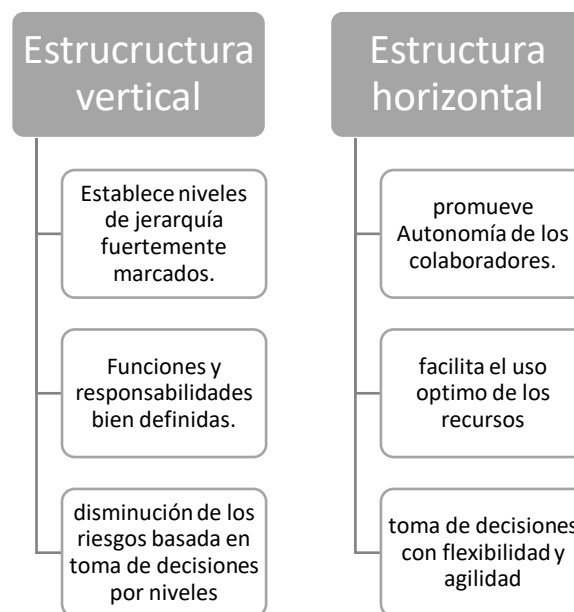 Estrucructura
vertical
Establece niveles
de jerarquía
fuertemente
marcados.
Funciones y
responsabilidades
bien definidas.
disminución de los
riesgos basada en
toma de decisiones
por niveles
Estructura
horizontal
promueve
Autonomía de los
colaboradores.
facilita el uso
optimo de los
recursos
toma de decisiones
con flexibilidad y
agilidad